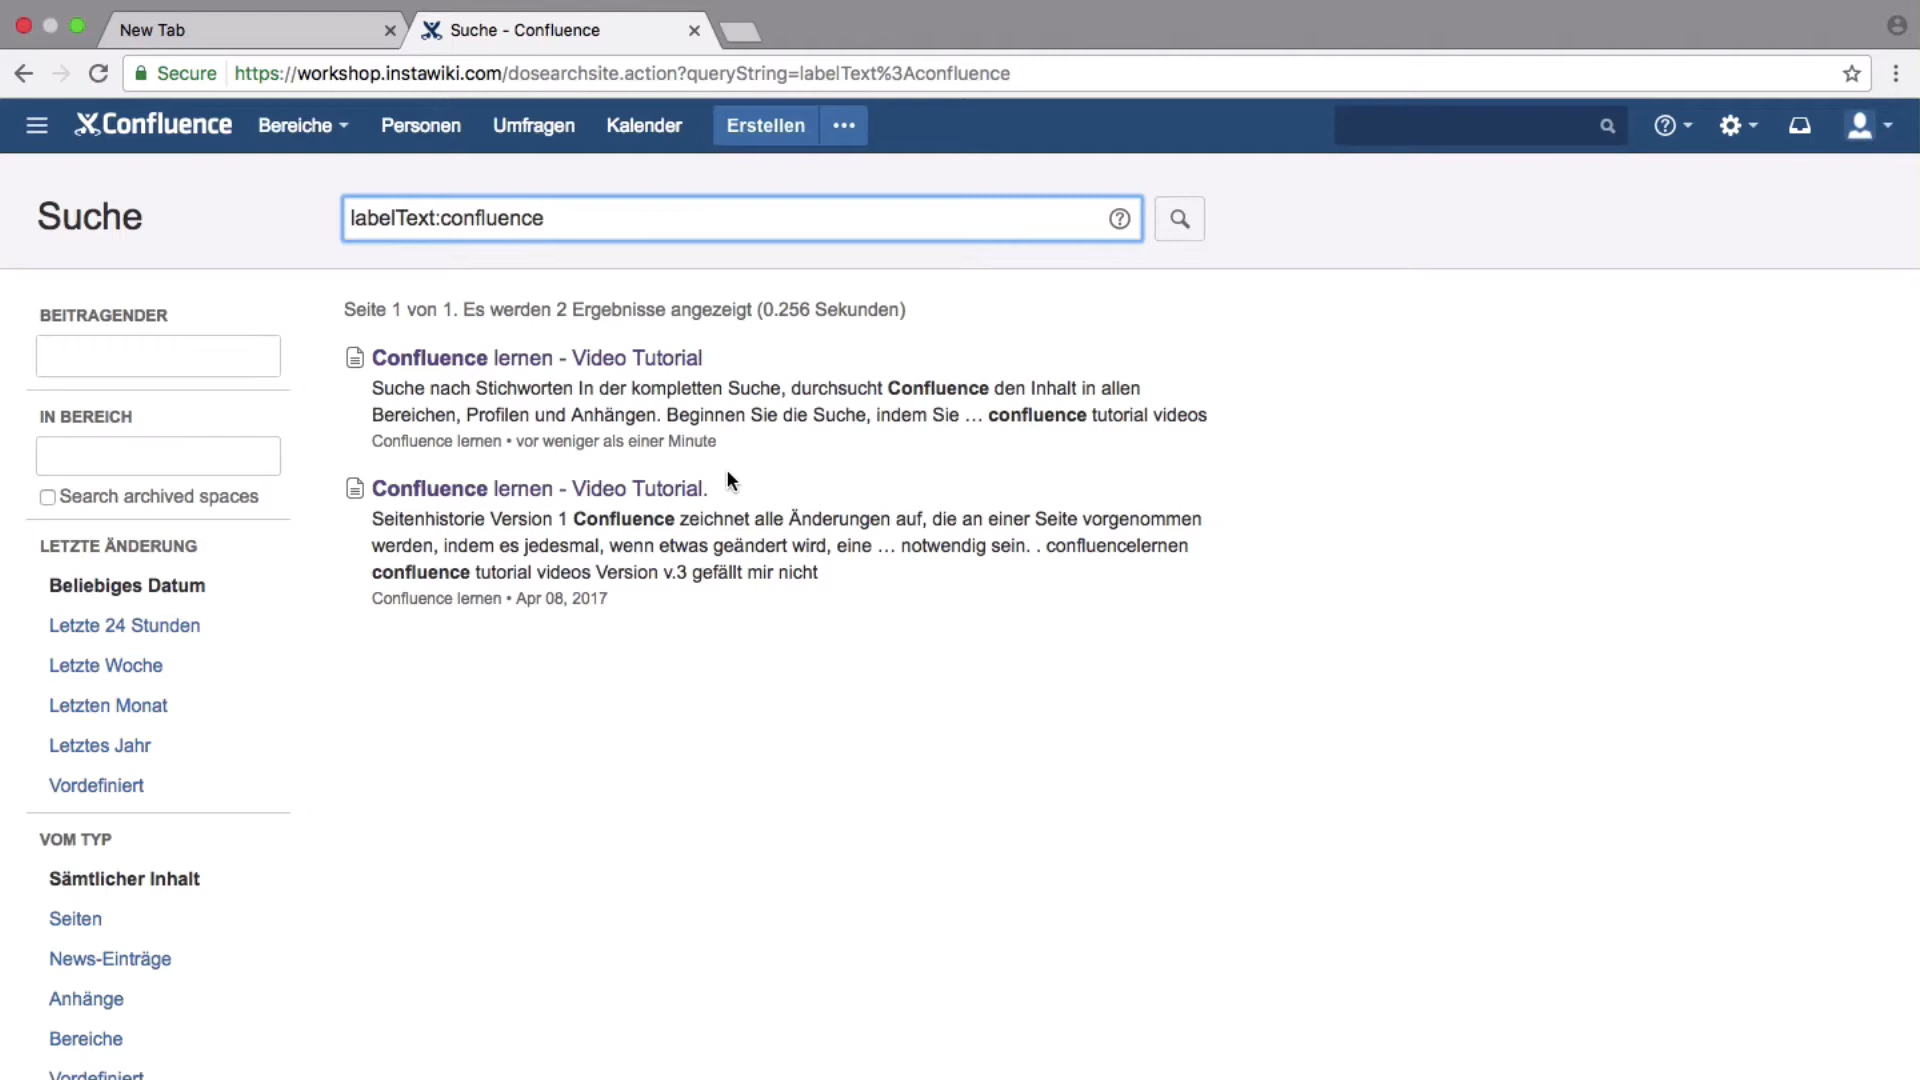 New Tab
Suche - Confluence
Secure https://workshop.instawiki.com/dosearchsite.action?queryString=labelText%3Aconfluence
Confluence Bereiche Personen Umfragen Kalender Erstellen
Suche
labelText:confluence
BEITRAGENDER
IN BEREICH
Search archived spaces
LETZTE ÄNDERUNG
Beliebiges Datum
Letzte 24 Stunden
Letzte Woche
Letzten Monat
Letztes Jahr
Vordefiniert
VOM TYP
Sämtlicher Inhalt
Seiten
News-Einträge
Anhänge
Bereiche
Vordefiniert
Seite 1 von 1. Es werden 2 Ergebnisse angezeigt (0.256 Sekunden)
Confluence lernen - Video Tutorial
Suche nach Stichworten In der kompletten Suche, durchsucht Confluence den Inhalt in allen
Bereichen, Profilen und Anhängen. Beginnen Sie die Suche, indem Sie ... confluence tutorial videos
Confluence lernen • vor weniger als einer Minute
Confluence lernen - Video Tutorial.
Seitenhistorie Version 1 Confluence zeichnet alle Änderungen auf, die an einer Seite vorgenommen
werden, indem es jedesmal, wenn etwas geändert wird, eine ... notwendig sein. . confluencelernen
confluence tutorial videos Version v.3 gefällt mir nicht
Confluence lernen • Apr 08, 2017